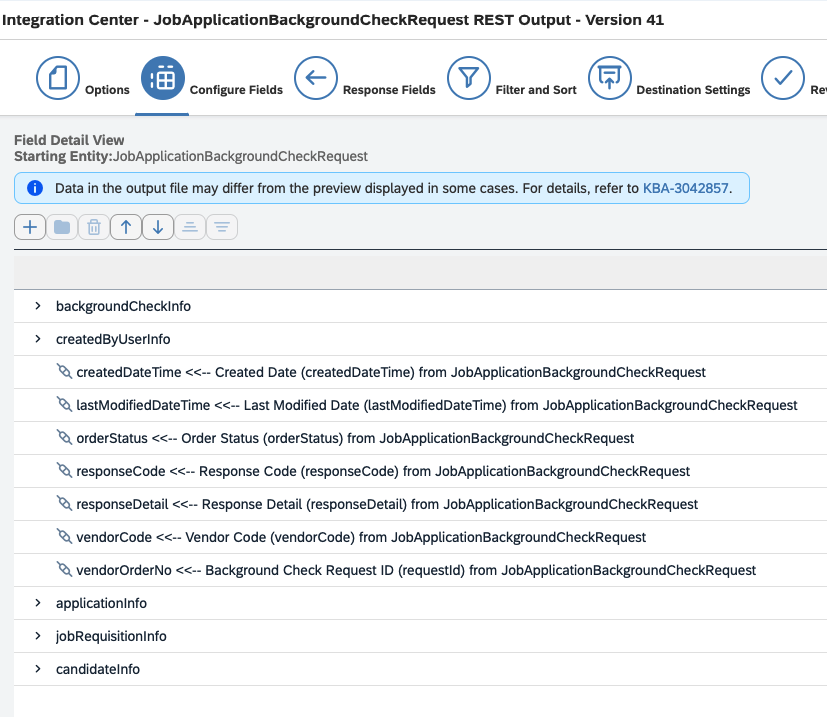 Integration Center - JobApplicationBackgroundCheckRequest REST Output - Version 41
Options
Configure Fields
Response Fields
Filter and Sort
Destination Settings
Field Detail View
Starting Entity:JobApplicationBackgroundCheckRequest
Data in the output file may differ from the preview displayed in some cases. For details, refer to KBA-3042857.
backgroundCheckInfo
createdByUserInfo
createdDateTime <<-- Created Date (createdDateTime) from JobApplicationBackgroundCheckRequest
lastModifiedDateTime <<-- Last Modified Date (lastModifiedDateTime) from JobApplicationBackgroundCheckRequest
orderStatus <<-- Order Status (orderStatus) from JobApplicationBackgroundCheckRequest
responseCode <<-- Response Code (responseCode) from JobApplicationBackgroundCheckRequest
responseDetail <<-- Response Detail (responseDetail) from JobApplicationBackgroundCheckRequest
vendorCode <<-- Vendor Code (vendorCode) from JobApplicationBackgroundCheckRequest
vendorOrderNo <<-- Background Check Request ID (requestId) from JobApplicationBackgroundCheckRequest
applicationInfo
jobRequisitionInfo
candidateInfo